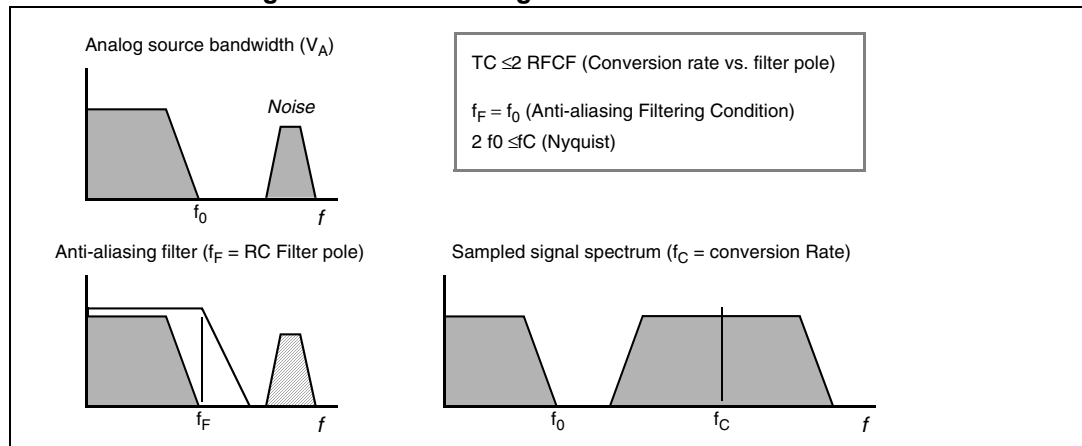 Analog source bandwidth (VA)
Noise
f0
f
TC ≤2 RFCF (Conversion rate vs. filter pole)
fF = f0 (Anti-aliasing Filtering Condition)
2 f0 ≤fC (Nyquist)
Anti-aliasing filter (fF = RC Filter pole)
fF
f
Sampled signal spectrum (fC = conversion Rate)
f0
fC
f